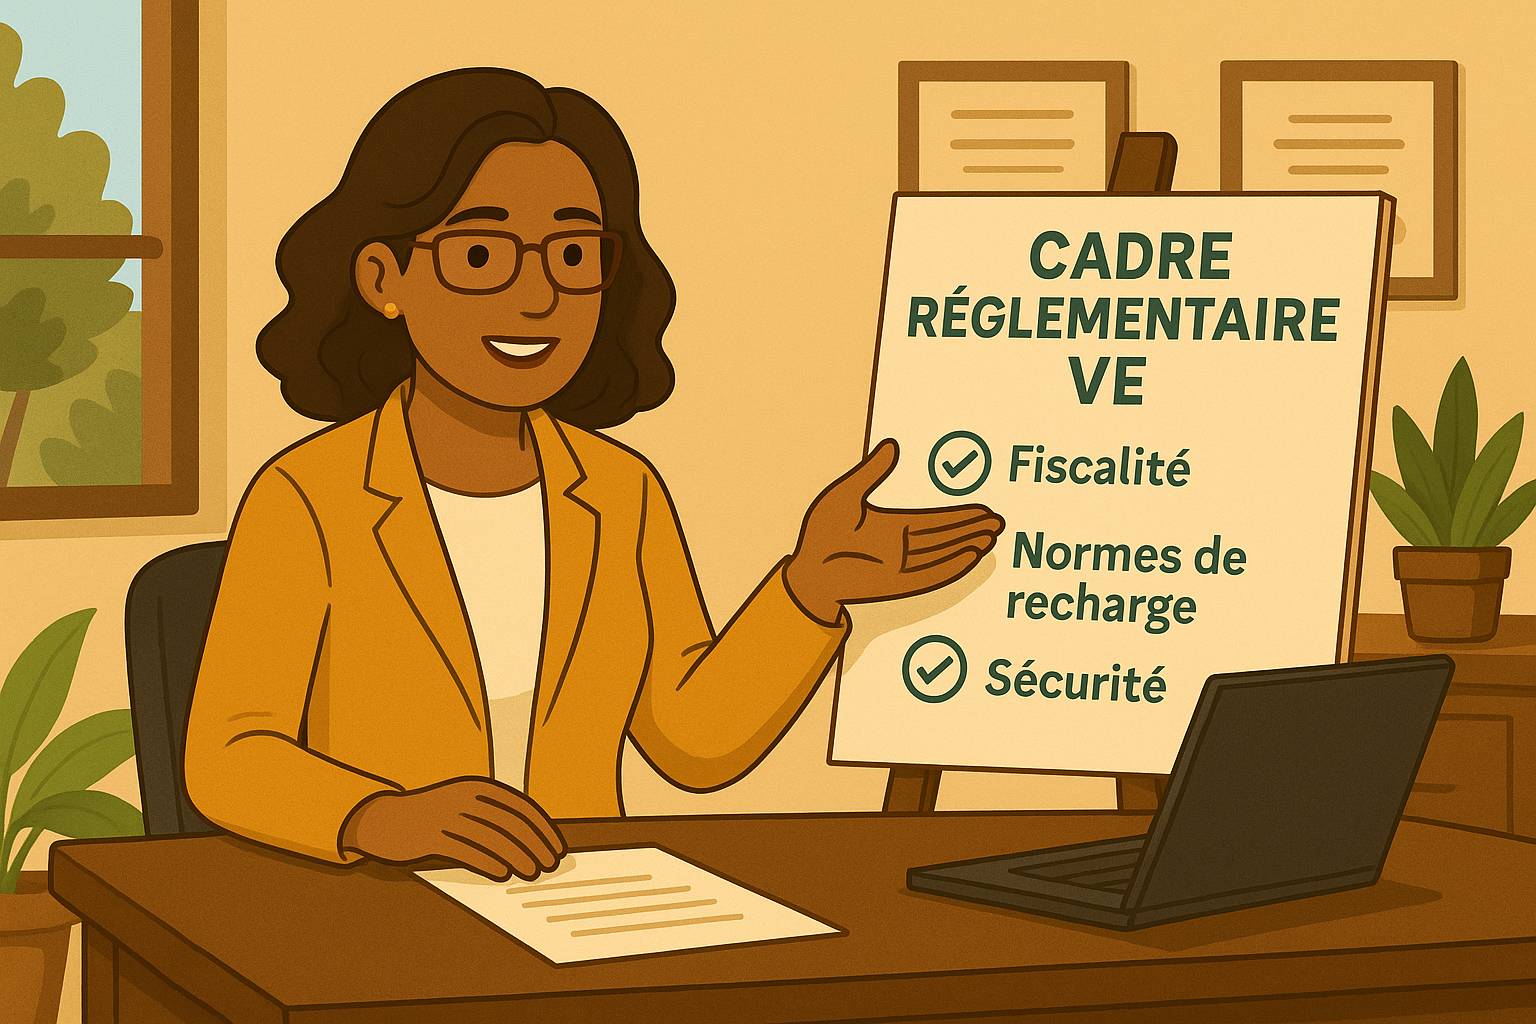 CADRE
RÉGLEMENTAIRE
VE
Fiscalité
Normes de
recharge
Sécurité